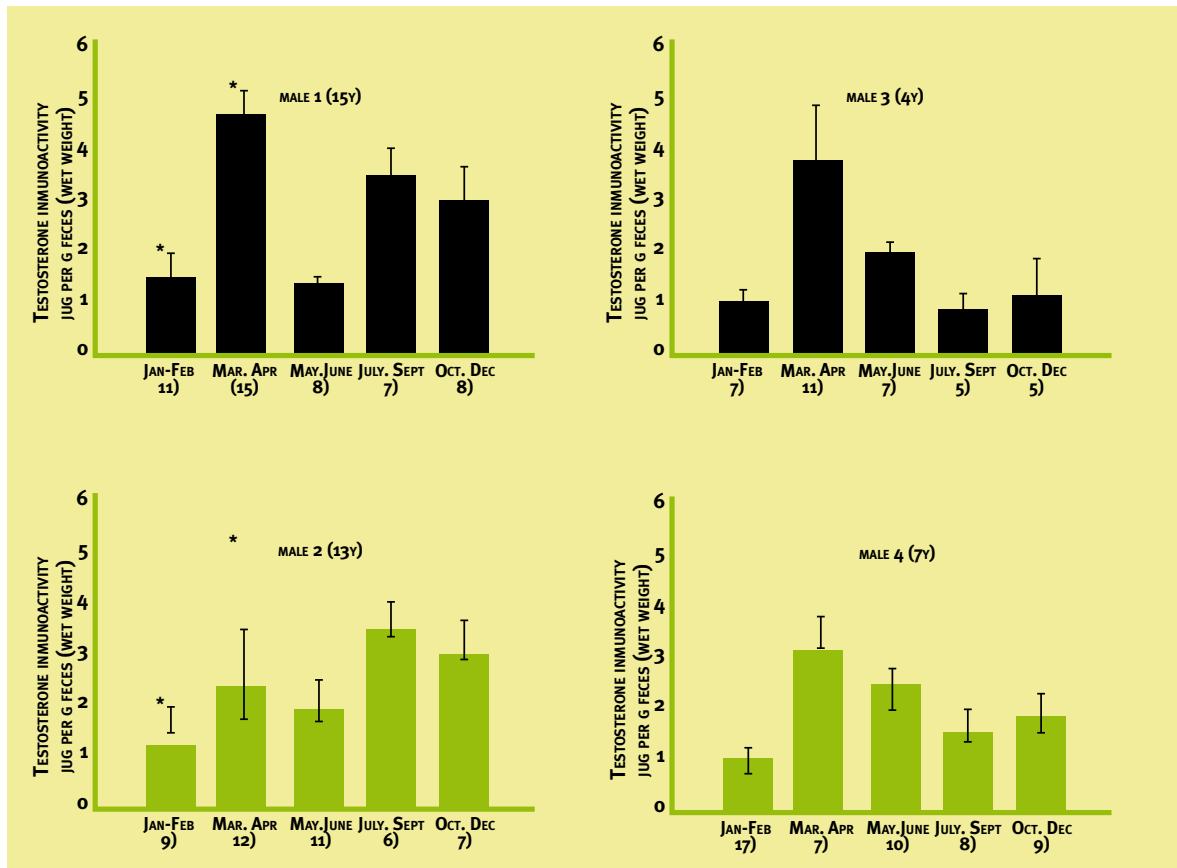 6
5
4
3
2
1
0
Testosterone inmunoactivity
jug per g feces (wet weight)
*
*
male 1 (15y)
Jan-Feb
11)
Mar. Apr
(15)
May.June
8)
July. Sept
7)
Oct. Dec
8)
6
5
4
3
2
1
0
Testosterone inmunoactivity
jug per g feces (wet weight)
male 3 (4y)
Jan-Feb
7)
Mar. Apr
11)
May.June
7)
July. Sept
5)
Oct. Dec
5)
6
5
4
3
2
1
0
Testosterone inmunoactivity
jug per g feces (wet weight)
*
*
male 2 (13y)
Jan-Feb
9)
Mar. Apr
12)
May.June
11)
July. Sept
6)
Oct. Dec
7)
6
5
4
3
2
1
0
Testosterone inmunoactivity
jug per g feces (wet weight)
male 4 (7y)
Jan-Feb
17)
Mar. Apr
7)
May.June
10)
July. Sept
8)
Oct. Dec
9)